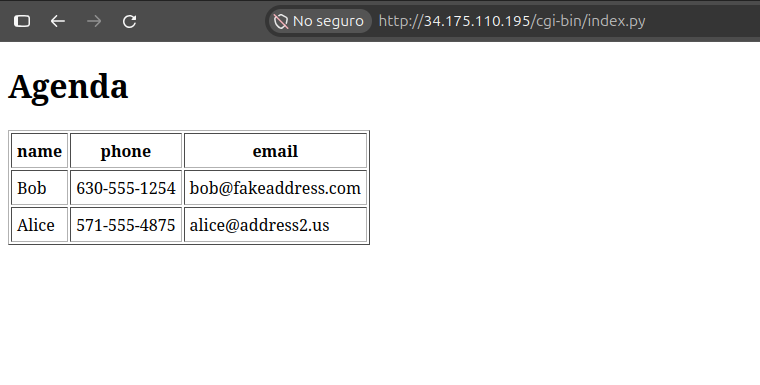 No seguro http://34.175.110.195/cgi-bin/index.py
Agenda
name phone email
Bob 630-555-1254 bob@fakeaddress.com
Alice 571-555-4875 alice@address2.us